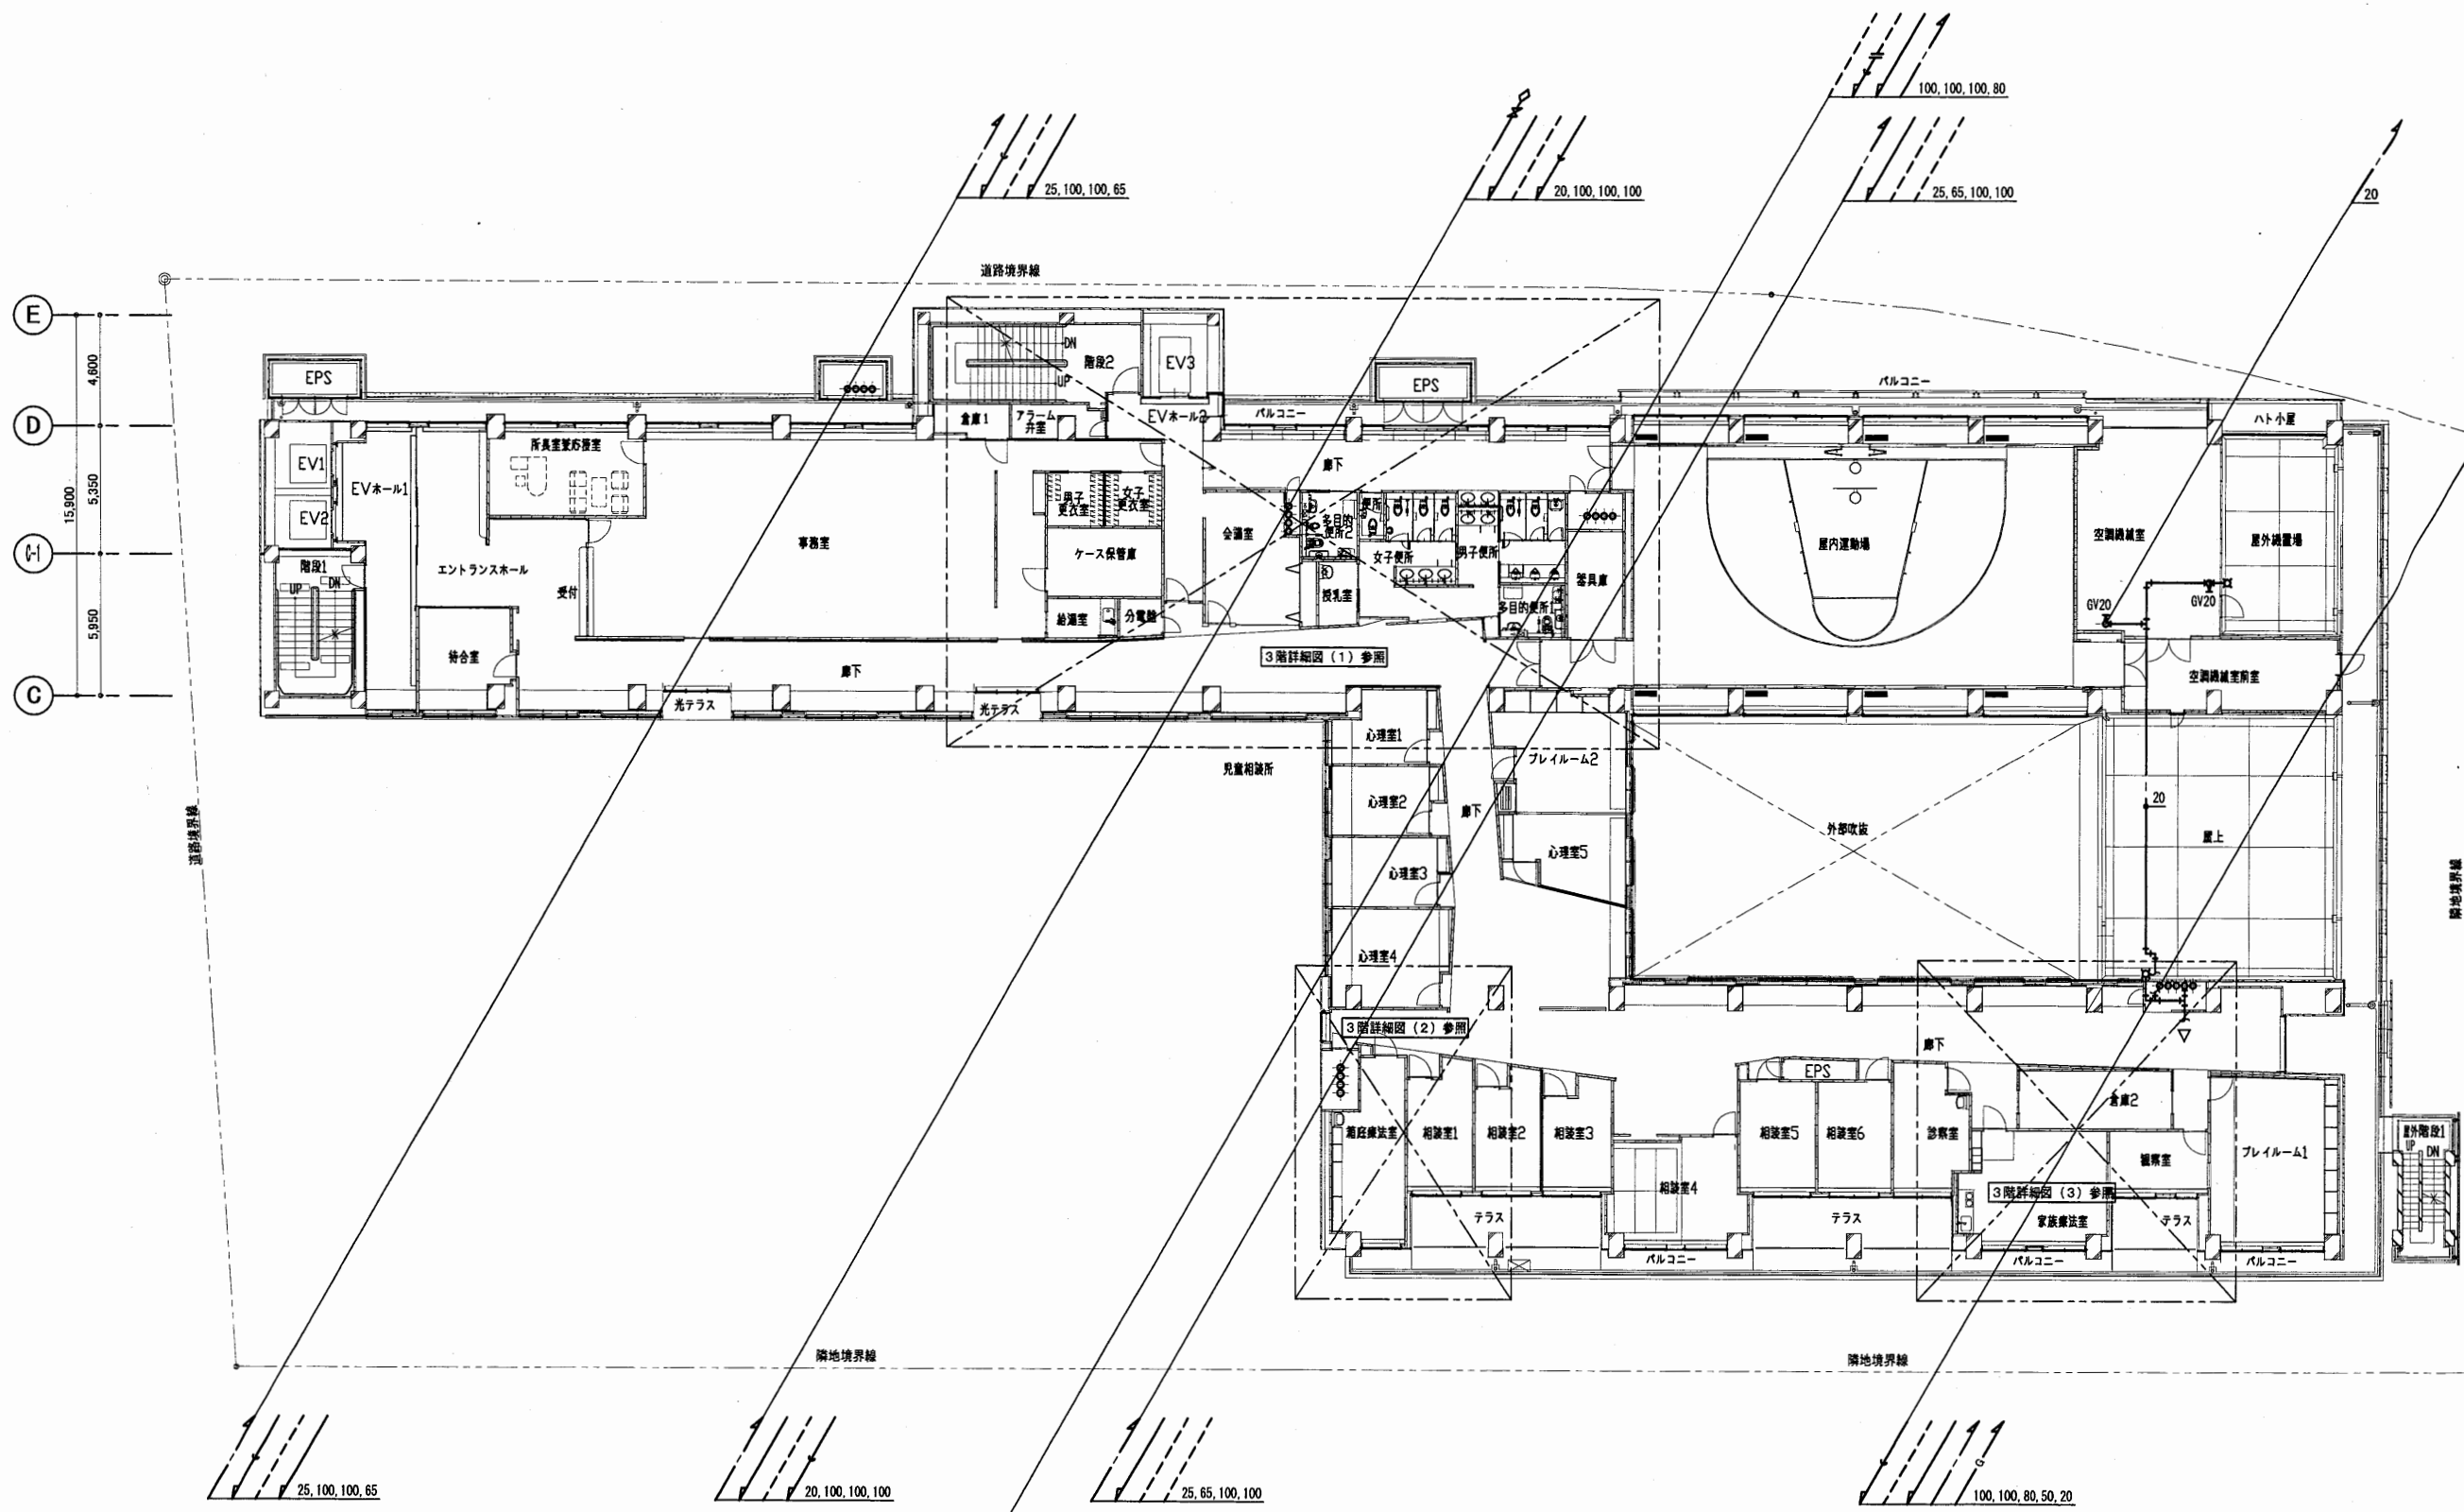 100,100,100,80
25,100,100,65
20,100,100,100
25,65,100,100
20
道路境界線
E
4,600
D
15,900
5,350
C-1
5,950
C
EPS
DN
階段2
UP
EV3
EPS
バルコニー
倉庫1
アラーム
弁室
EVホール2
バルコニー
ハト小屋
EV1
EV2
EVホール1
所長室兼応接室
廊下
男子
更衣室
女子
更衣室
便所
多目的
便所2
会議室
事務室
ケース保管庫
女子便所
男子便所
屋内運動場
空調機械室
屋外機置場
階段1
UP
DN
エントランスホール
受付
器具庫
授乳室
多目的便所1
給湯室
分電盤
GV20
GV20
待合室
廊下
3階詳細図(1)参照
空調機械室前室
光テラス
光テラス
心理室1
プレイルーム2
児童相談所
心理室2
廊下
20
道路境界線
外部吹抜
屋上
心理室5
心理室3
隣地境界線
心理室4
3階詳細図(2)参照
廊下
EPS
倉庫2
箱庭療法室
相談室1
相談室2
相談室3
相談室5
相談室6
診察室
屋外階段1
UP
DN
観察室
プレイルーム1
相談室4
3階詳細図(3)参照
テラス
テラス
家族療法室
テラス
バルコニー
バルコニー
バルコニー
隣地境界線
隣地境界線
25,100,100,65
20,100,100,100
25,65,100,100
G
100,100,80,50,20